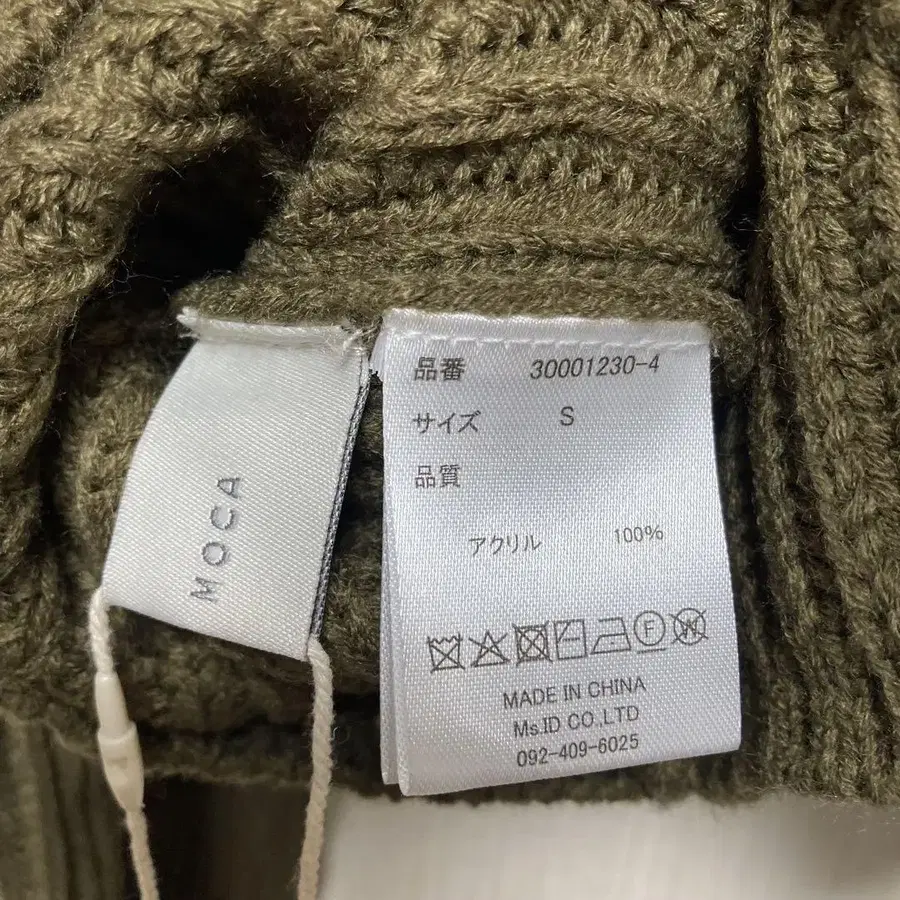 MOCA
品番 30001230-4
サイズ S
品質
アクリル 100%
F W
MADE IN CHINA
Ms.ID CO.,LTD
092-409-6025